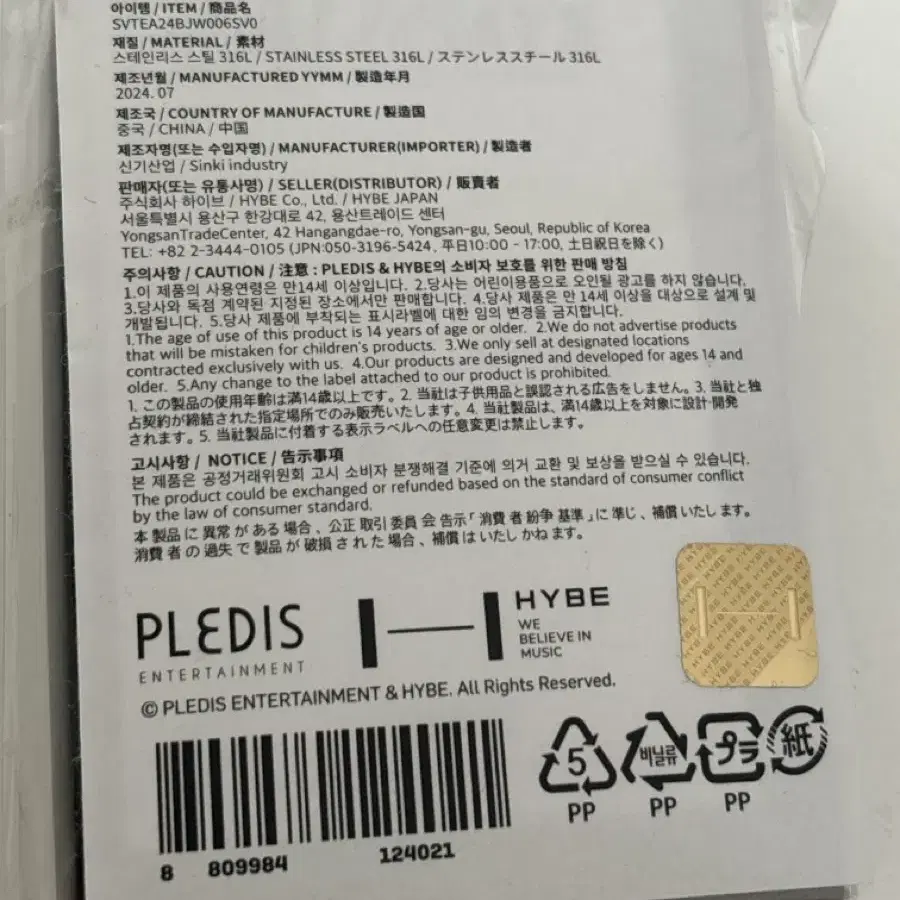 아이템 / ITEM / 商品名
SVTEA24BJW006SV0
재질 / MATERIAL / 素材
스테인리스 스틸 316L / STAINLESS STEEL 316L / ステンレススチール 316L
제조년월 / MANUFACTURED YYMM / 製造年月
2024. 07
제조국 / COUNTRY OF MANUFACTURE / 製造国
중국 / CHINA / 中国
제조자명(또는 수입자명) / MANUFACTURER(IMPORTER) / 製造者
신기산업 / Sinki industry
판매자(또는 유통사명) / SELLER(DISTRIBUTOR) / 販売者
주식회사 하이브 / HYBE Co., Ltd. / HYBE JAPAN
서울특별시 용산구 한강대로 42, 용산트레이드 센터
YongsanTradeCenter, 42 Hangangdae-ro, Yongsan-gu, Seoul, Republic of Korea
TEL: +82 2-3444-0105 (JPN:050-3196-5424, 平日10:00 - 17:00, 土日祝日を除く)
주의사항 / CAUTION / 注意 : PLEDIS & HYBE의 소비자 보호를 위한 판매 방침
1.이 제품의 사용연령은 만14세 이상입니다. 2.당사는 어린이용품으로 오인될 광고를 하지 않습니다.
3.당사와 독점 계약된 지정된 장소에서만 판매합니다. 4.당사 제품은 만 14세 이상을 대상으로 설계 및
개발됩니다. 5.당사 제품에 부착되는 표시라벨에 대한 임의 변경을 금지합니다.
1.The age of use of this product is 14 years of age or older. 2.We do not advertise products
that will be mistaken for children's products. 3.We only sell at designated locations
contracted exclusively with us. 4.Our products are designed and developed for ages 14 and
older. 5.Any change to the label attached to our product is prohibited.
1. この製品の使用年齢は満14歳以上です。2. 当社は子供用品と誤認される広告をしません。3. 当社と独
占契約が締結された指定場所でのみ販売いたします。4. 当社製品は、満14歳以上を対象に設計·開発
されます。5. 当社製品に付着する表示ラベルへの任意変更は禁止します。
고시사항 / NOTICE / 告示事項
본 제품은 공정거래위원회 고시 소비자 분쟁해결 기준에 의거 교환 및 보상을 받으실 수 있습니다.
The product could be exchanged or refunded based on the standard of consumer conflict
by the law of consumer standard.
本 製品 に 異常 が ある 場合 、公正 取引 委員 会 告示「 消費 者 紛争 基準 」に 準じ 、補償 いたし ます。
消費 者 の 過失 で 製品 が 破損 された 場合 、補償 は いたし かね ます。
PLEDIS
ENTERTAINMENT
HYBE
WE
BELIEVE IN
MUSIC
© PLEDIS ENTERTAINMENT & HYBE. All Rights Reserved.
8 809984 124021
5 비닐류 プラ 紙
PP PP PP